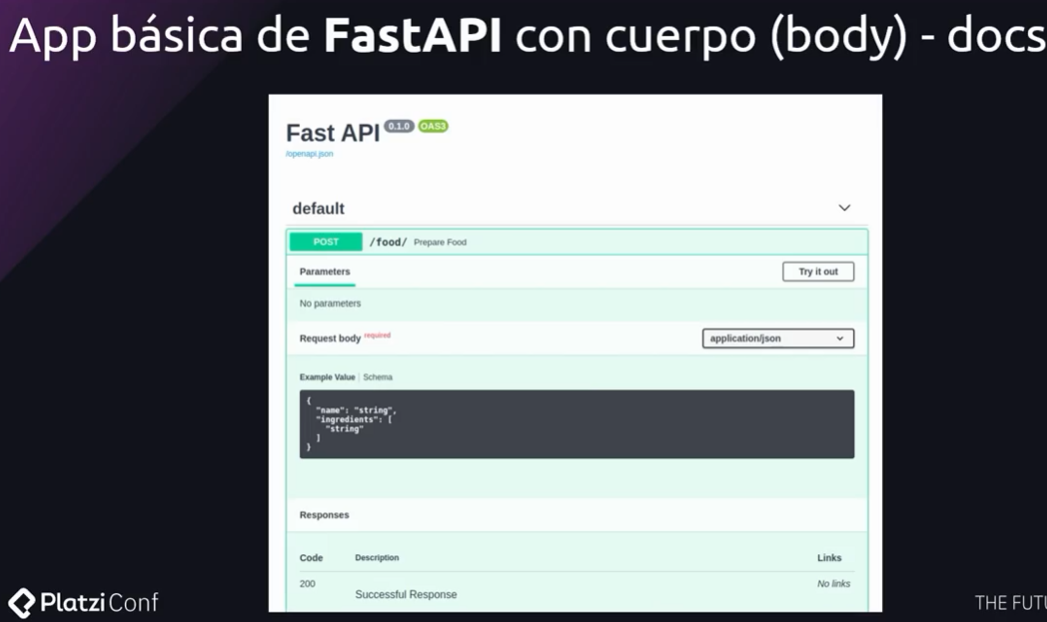 App básica de FastAPI con cuerpo (body) - docs
Fast API 0.1.0 OAS3
/openapi.json
default
POST /food/ Prepare Food
Parameters Try it out
No parameters
Request body required application/json
Example Value | Schema
{
"name": "string",
"ingredients": [
"string"
]
}
Responses
Code Description Links
200 Successful Response No links
Platzi Conf
THE FUTU